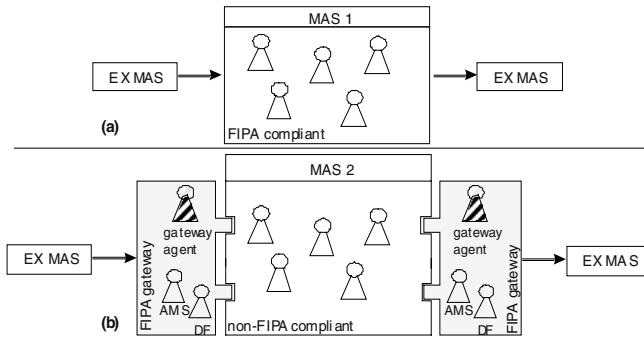 MAS 1
EX MAS
EX MAS
(a)
FIPA compliant
MAS 2
FIPA gateway
gateway
agent
gateway
agent
FIPA gateway
EX MAS
EX MAS
AMS
DF
AMS
DF
(b)
non-FIPA compliant